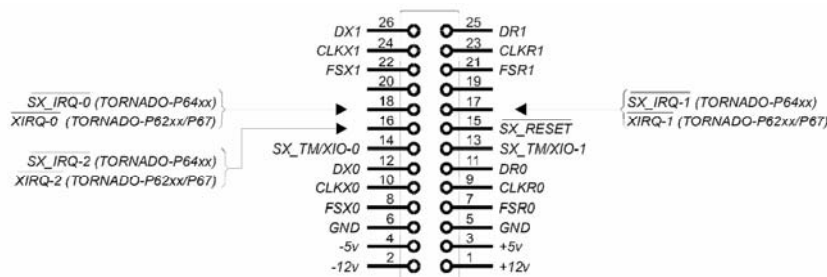 DX1 26 25 DR1
CLKX1 24 23 CLKR1
FSX1 22 21 FSR1
20 19
SX_IRQ-0 (TORNADO-P64xx) 18 17 SX_IRQ-1 (TORNADO-P64xx)
XIRQ-0 (TORNADO-P62xx/P67) 16 15 SX_RESET XIRQ-1 (TORNADO-P62xx/P67)
SX_TM/XIO-0 14 13 SX_TM/XIO-1
SX_IRQ-2 (TORNADO-P64xx) DX0 12 11 DR0
XIRQ-2 (TORNADO-P62xx/P67) CLKX0 10 9 CLKR0
FSX0 8 7 FSR0
GND 6 5 GND
-5v 4 3 +5v
-12v 2 1 +12v